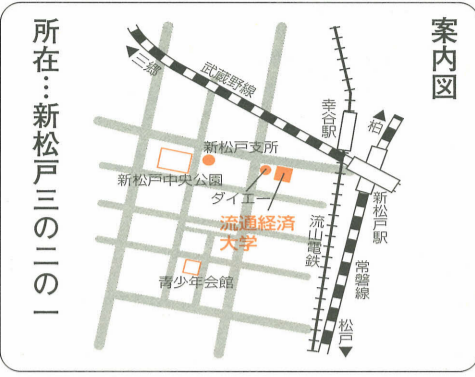 案内図
三郷
武蔵野線
幸谷駅
柏
新松戸支所
新松戸中央公園
ダイエー
新松戸駅
流通経済
大学
流山電鉄
常磐線
青少年会館
松戸
所在…新松戸三の二の一